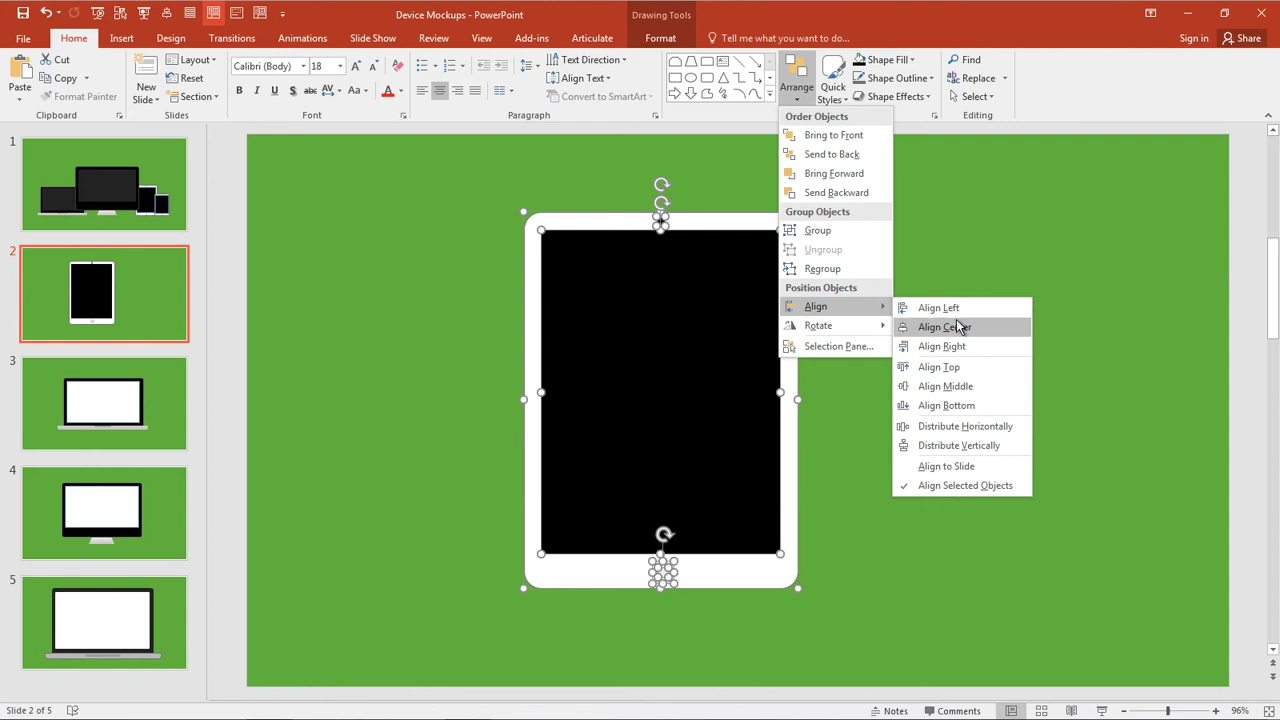 Device Mockups - PowerPoint
Drawing Tools
File Home Insert Design Transitions Animations Slide Show Review View Add-ins Articulate Format Tell me what you want to do... Sign in Share
Paste
Cut
Copy
Format Painter
Clipboard
New
Slide
Layout
Reset
Section
Slides
Calibri (Body) 18
B I U S abc AV Aa A
Font
Text Direction
Align Text
Convert to SmartArt
Paragraph
Arrange
Quick
Styles
Shape Fill
Shape Outline
Shape Effects
Find
Replace
Select
Editing
Order Objects
Bring to Front
Send to Back
Bring Forward
Send Backward
Group Objects
Group
Ungroup
Regroup
Position Objects
Align
Rotate
Selection Pane...
Align Left
Align Center
Align Right
Align Top
Align Middle
Align Bottom
Distribute Horizontally
Distribute Vertically
Align to Slide
Align Selected Objects
1
2
3
4
5
Slide 2 of 5
Notes Comments 96%